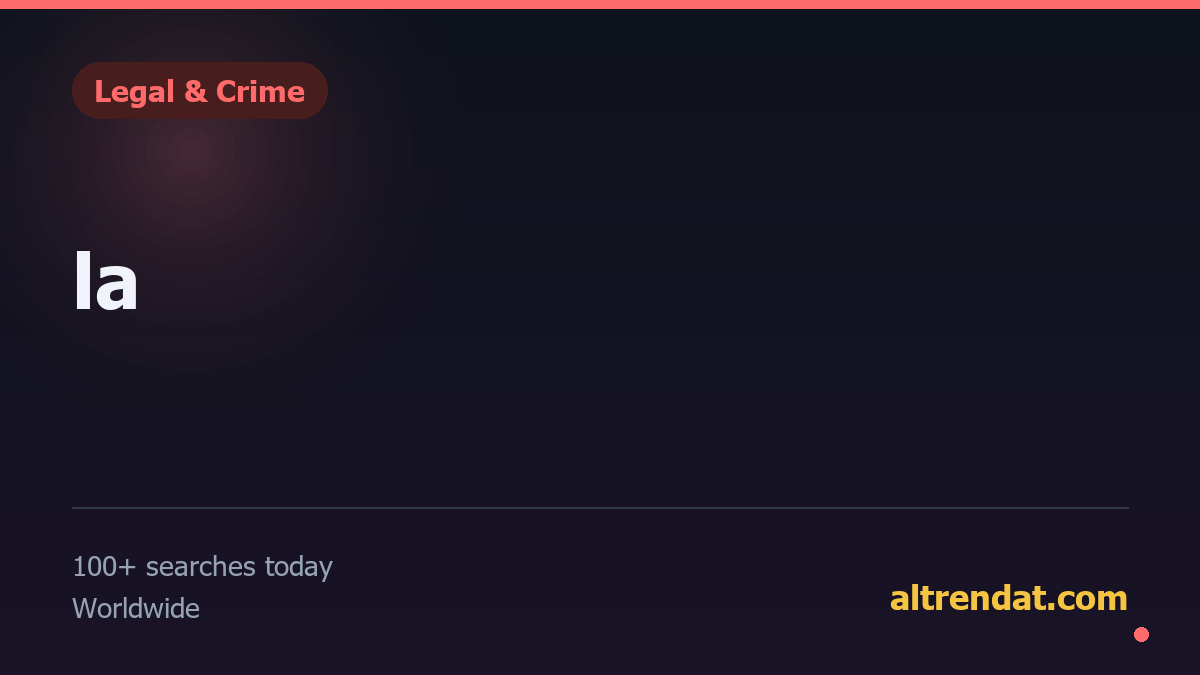 Legal & Crime
la
100+ searches today
Worldwide
altrendat.com